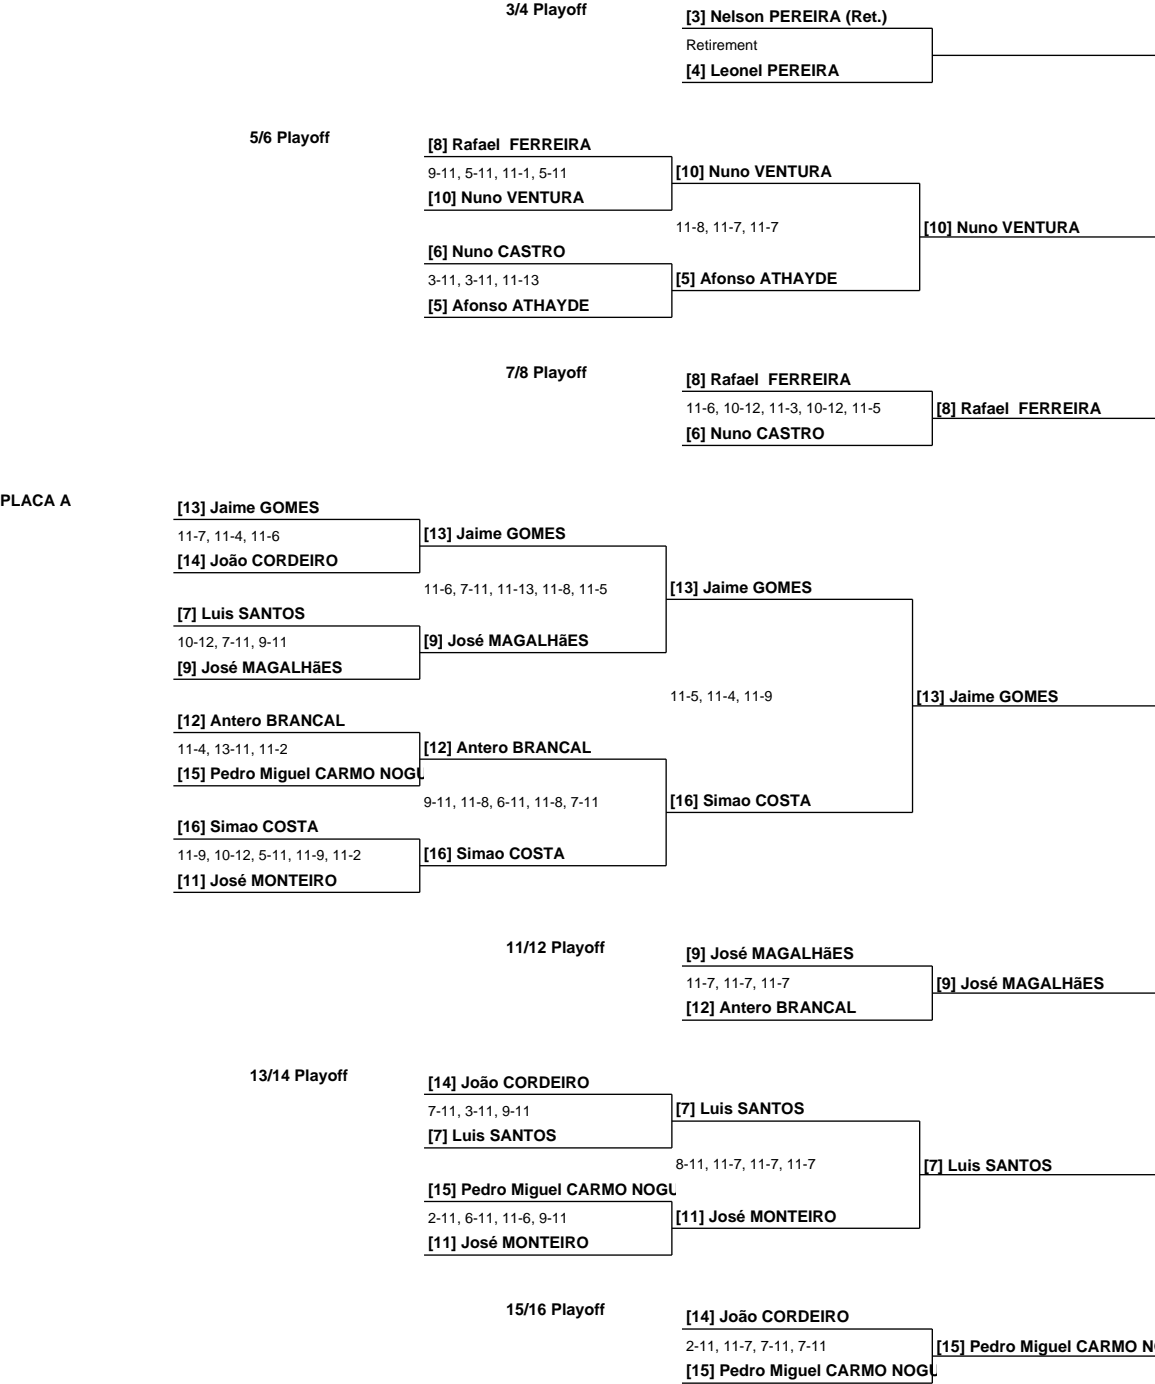 3/4 Playoff
[3] Nelson PEREIRA (Ret.)
Retirement
[4] Leonel PEREIRA
5/6 Playoff
[8] Rafael  FERREIRA
9-11, 5-11, 11-1, 5-11
[10] Nuno VENTURA
[10] Nuno VENTURA
11-8, 11-7, 11-7
[10] Nuno VENTURA
[6] Nuno CASTRO
3-11, 3-11, 11-13
[5] Afonso ATHAYDE
[5] Afonso ATHAYDE
7/8 Playoff
[8] Rafael  FERREIRA
11-6, 10-12, 11-3, 10-12, 11-5
[8] Rafael  FERREIRA
[6] Nuno CASTRO
PLACA A
[13] Jaime GOMES
11-7, 11-4, 11-6
[13] Jaime GOMES
[14] João CORDEIRO
11-6, 7-11, 11-13, 11-8, 11-5
[13] Jaime GOMES
[7] Luis SANTOS
10-12, 7-11, 9-11
[9] José MAGALHãES
[9] José MAGALHãES
11-5, 11-4, 11-9
[13] Jaime GOMES
[12] Antero BRANCAL
11-4, 13-11, 11-2
[12] Antero BRANCAL
[15] Pedro Miguel CARMO NOGU
9-11, 11-8, 6-11, 11-8, 7-11
[16] Simao COSTA
[16] Simao COSTA
11-9, 10-12, 5-11, 11-9, 11-2
[16] Simao COSTA
[11] José MONTEIRO
11/12 Playoff
[9] José MAGALHãES
11-7, 11-7, 11-7
[9] José MAGALHãES
[12] Antero BRANCAL
13/14 Playoff
[14] João CORDEIRO
7-11, 3-11, 9-11
[7] Luis SANTOS
[7] Luis SANTOS
8-11, 11-7, 11-7, 11-7
[7] Luis SANTOS
[15] Pedro Miguel CARMO NOGU
2-11, 6-11, 11-6, 9-11
[11] José MONTEIRO
[11] José MONTEIRO
15/16 Playoff
[14] João CORDEIRO
2-11, 11-7, 7-11, 7-11
[15] Pedro Miguel CARMO NO
[15] Pedro Miguel CARMO NOGU